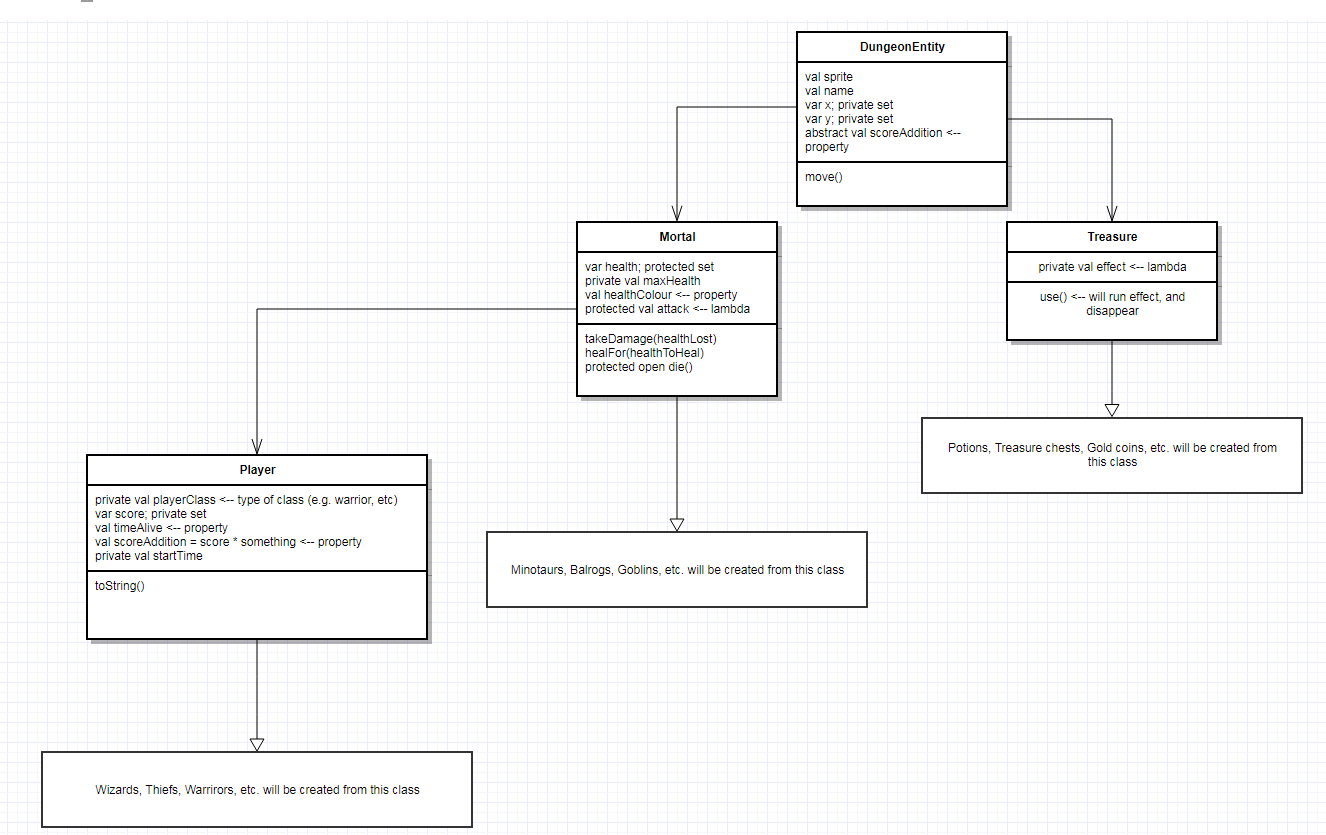 DungeonEntity
val sprite
val name
var x; private set
var y; private set
abstract val scoreAddition <--
property
move()
Mortal
var health; protected set
private val maxHealth
val healthColour <-- property
protected val attack <-- lambda
takeDamage(healthLost)
healFor(healthToHeal)
protected open die()
Treasure
private val effect <-- lambda
use() <-- will run effect, and
disappear
Potions, Treasure chests, Gold coins, etc. will be created from
this class
Player
private val playerClass <-- type of class (e.g. warrior, etc)
var score; private set
val timeAlive <-- property
val scoreAddition = score * something <-- property
private val startTime
toString()
Minotaurs, Balrogs, Goblins, etc. will be created from this class
Wizards, Thiefs, Warrirors, etc. will be created from this class